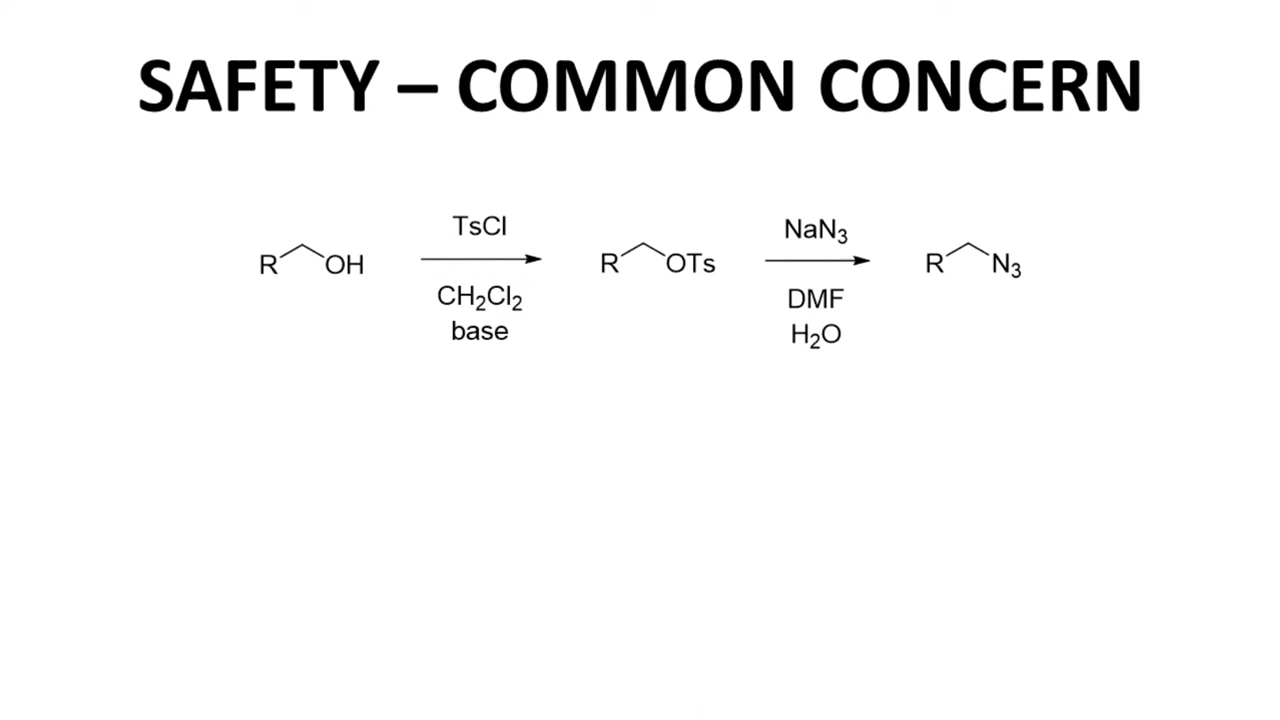 SAFETY – COMMON CONCERN
TsCl
R OH
CH₂Cl₂
base
R OTs
NaN₃
DMF
H₂O
R N₃